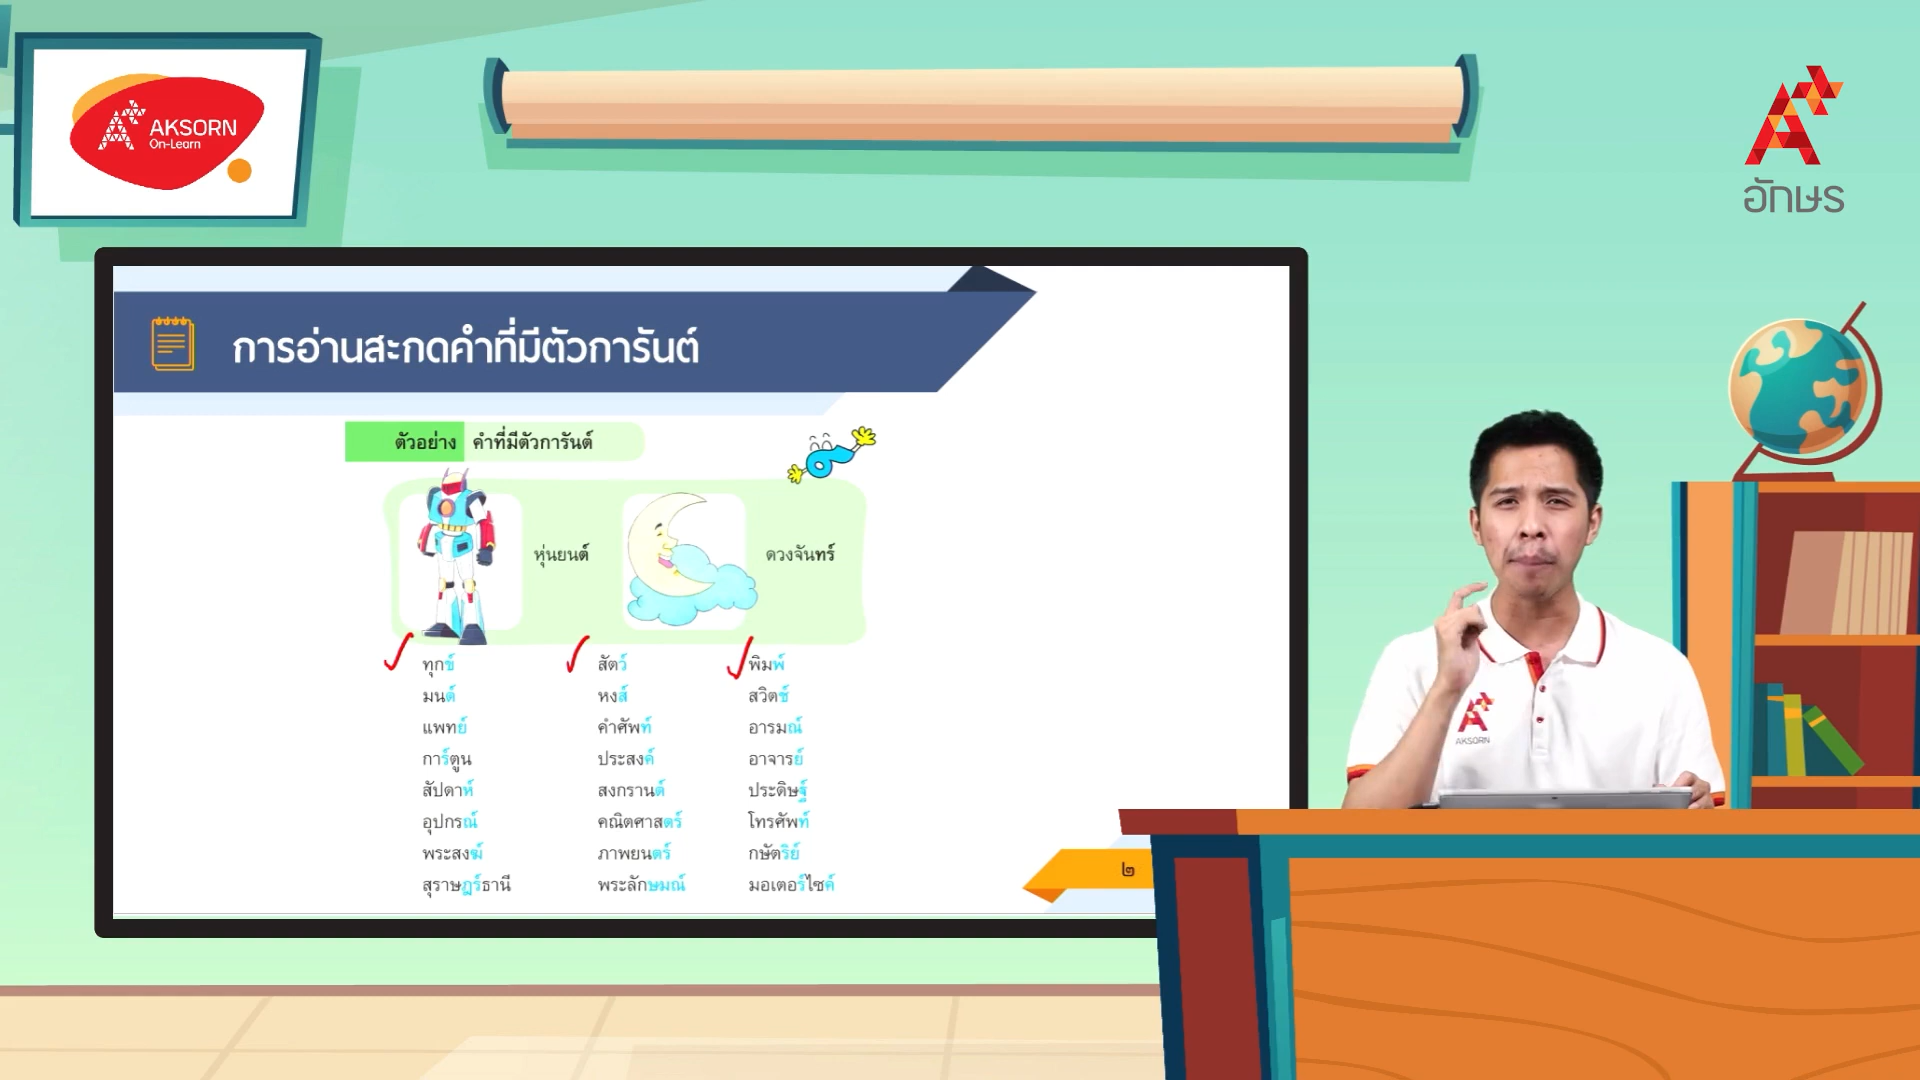 AKSORN
On-Learn
อักษร
การอ่านสะกดคำที่มีตัวการันต์
ตัวอย่าง คำที่มีตัวการันต์
หุ่นยนต์ ดวงจันทร์
ทุกข์ สัตว์ พิมพ์
มนต์ หงส์ สวิตช์
แพทย์ คำศัพท์ อารมณ์
การ์ตูน ประสงค์ อาจารย์
สัปดาห์ สงกรานต์ ประดิษฐ์
อุปกรณ์ คณิตศาสตร์ โทรศัพท์
พระสงฆ์ ภาพยนตร์ กษัตริย์
สุราษฎร์ธานี พระลักษมณ์ มอเตอร์ไซค์
๒
AKSORN